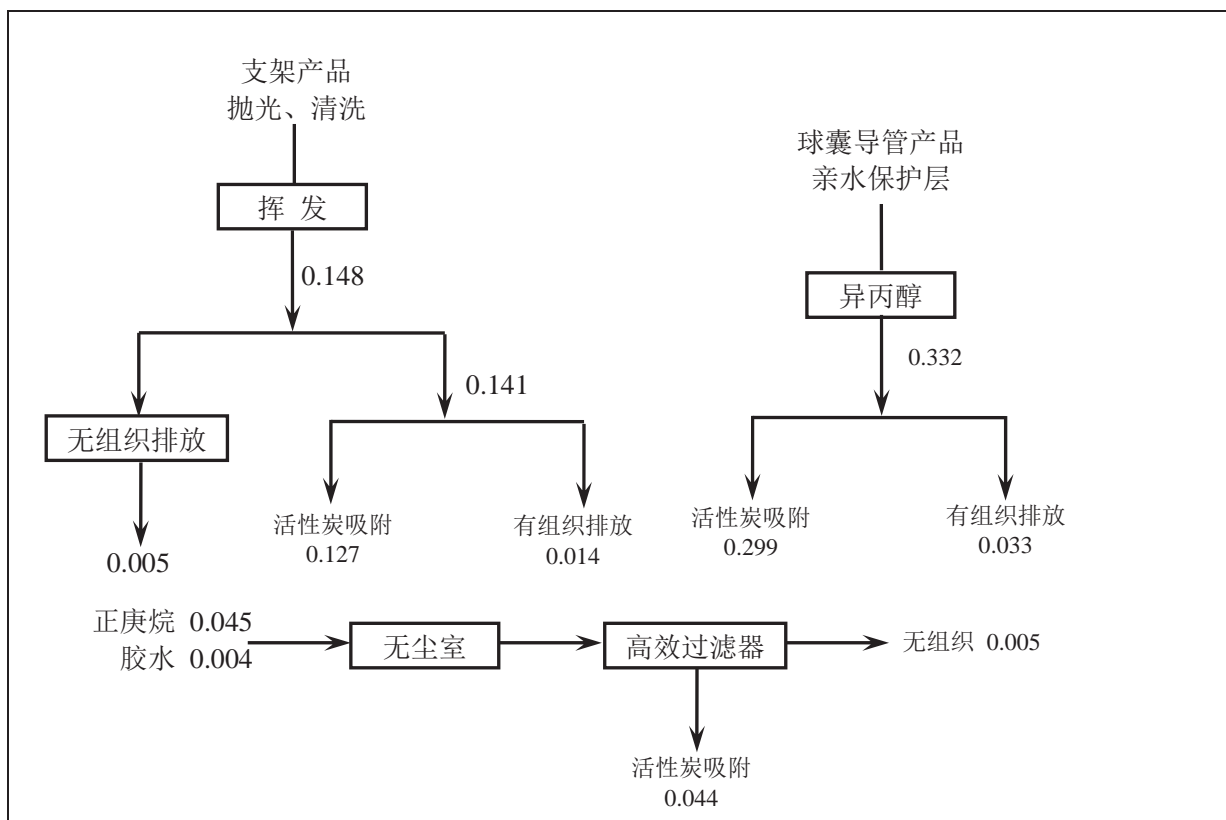 支架产品
抛光、清洗
挥 发
0.148
0.141
无组织排放
0.005
活性炭吸附
0.127
有组织排放
0.014
球囊导管产品
亲水保护层
异丙醇
0.332
活性炭吸附
0.299
有组织排放
0.033
正庚烷 0.045
胶水 0.004
无尘室
高效过滤器
无组织 0.005
活性炭吸附
0.044